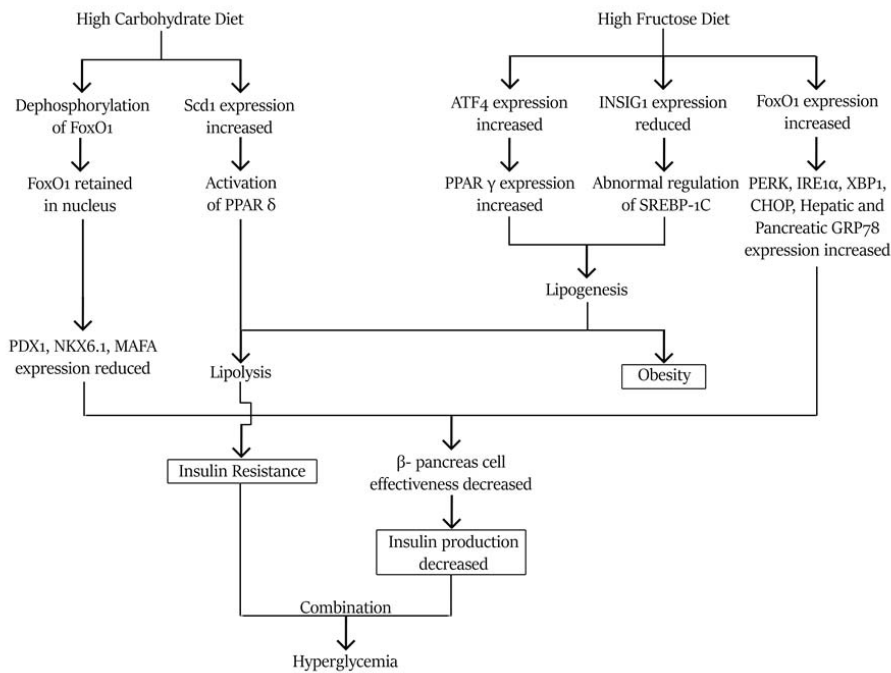 High Carbohydrate Diet
High Fructose Diet
Dephosphorylation
of FoxO1
Scd1 expression
increased
ATF4 expression
increased
INSIG1 expression
reduced
FoxO1 expression
increased
FoxO1 retained
in nucleus
Activation
of PPAR δ
PPAR γ expression
increased
Abnormal regulation
of SREBP-1C
PERK, IRE1α, XBP1,
CHOP, Hepatic and
Pancreatic GRP78
expression increased
Lipogenesis
PDX1, NKX6.1, MAFA
expression reduced
Lipolysis
Obesity
Insulin Resistance
β- pancreas cell
effectiveness decreased
Insulin production
decreased
Combination
Hyperglycemia